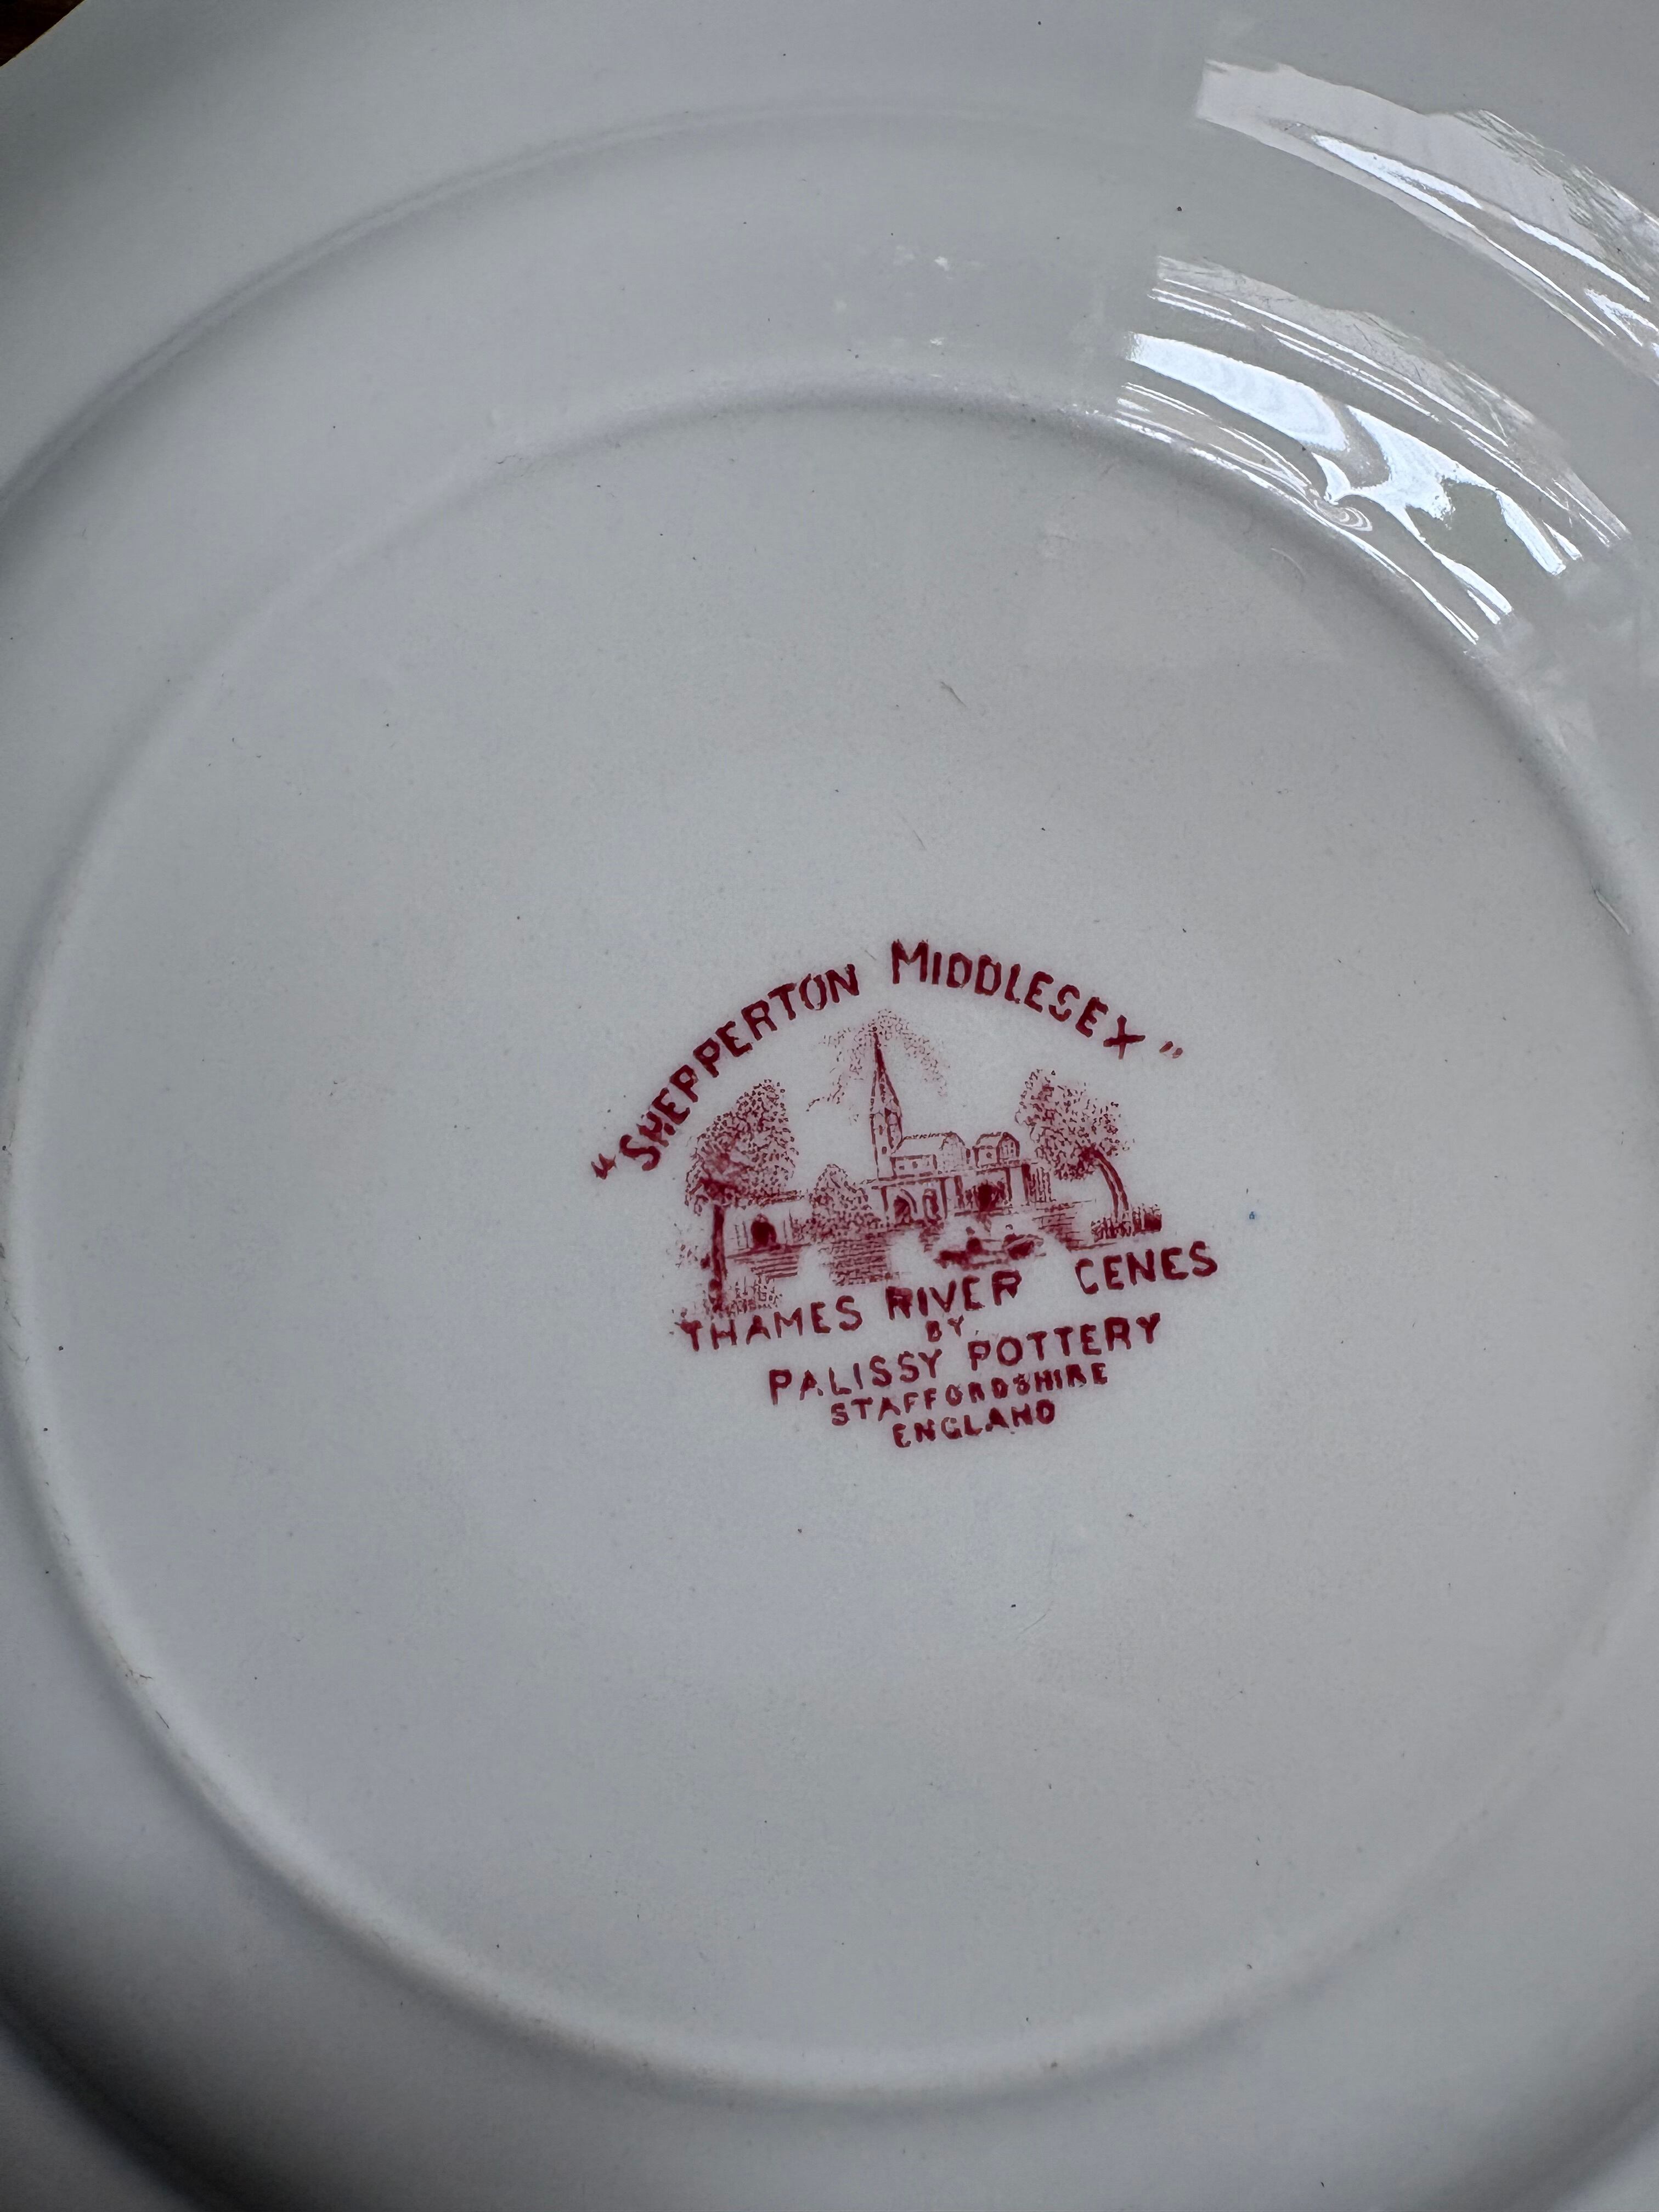 "SHEPPERTON MIDDLESEX"
THAMES RIVER CENES
BY
PALISSY POTTERY
STAFFORDSHIRE
ENGLAND